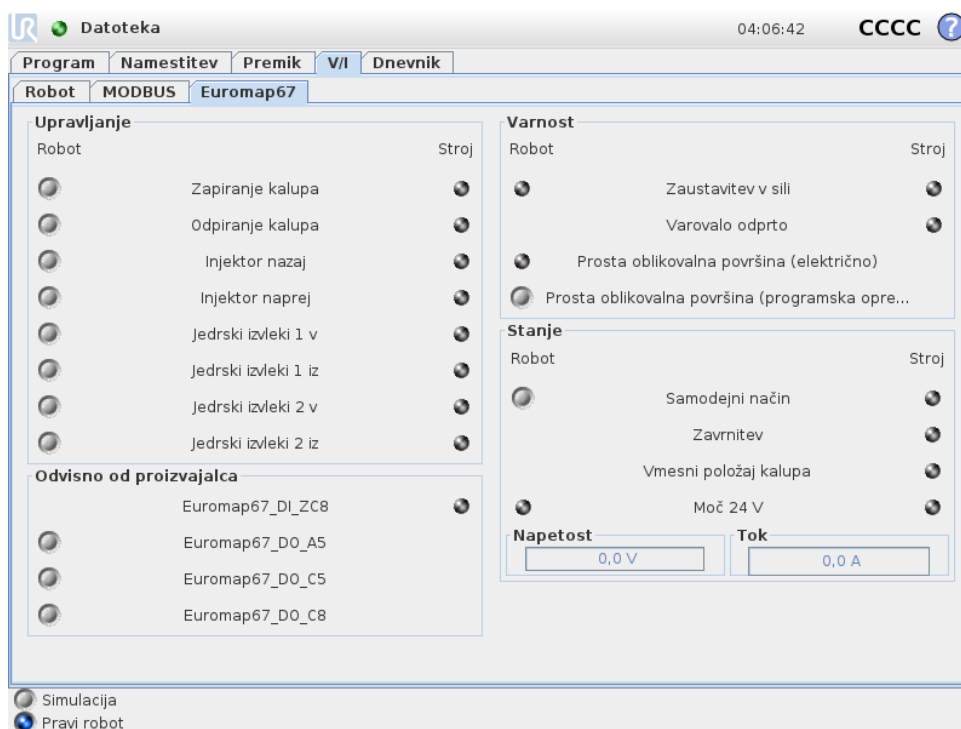 UR Datoteka 04:06:42 CCCC ?
Program Namestitev Premik V/I Dnevnik
Robot MODBUS Euromap67
Upravljanje
Robot Stroj
Zapiranje kalupa
Odpiranje kalupa
Injektor nazaj
Injektor naprej
Jedrski izvleki 1 v
Jedrski izvleki 1 iz
Jedrski izvleki 2 v
Jedrski izvleki 2 iz
Odvisno od proizvajalca
Euromap67_DI_ZC8
Euromap67_DO_A5
Euromap67_DO_C5
Euromap67_DO_C8
Varnost
Robot Stroj
Zaustavitev v sili
Varovalo odprto
Prosta oblikovalna površina (električno)
Prosta oblikovalna površina (programska opre...
Stanje
Robot Stroj
Samodejni način
Zavrnitev
Vmesni položaj kalupa
Moč 24 V
Napetost Tok
0,0 V 0,0 A
Simulacija
Pravi robot